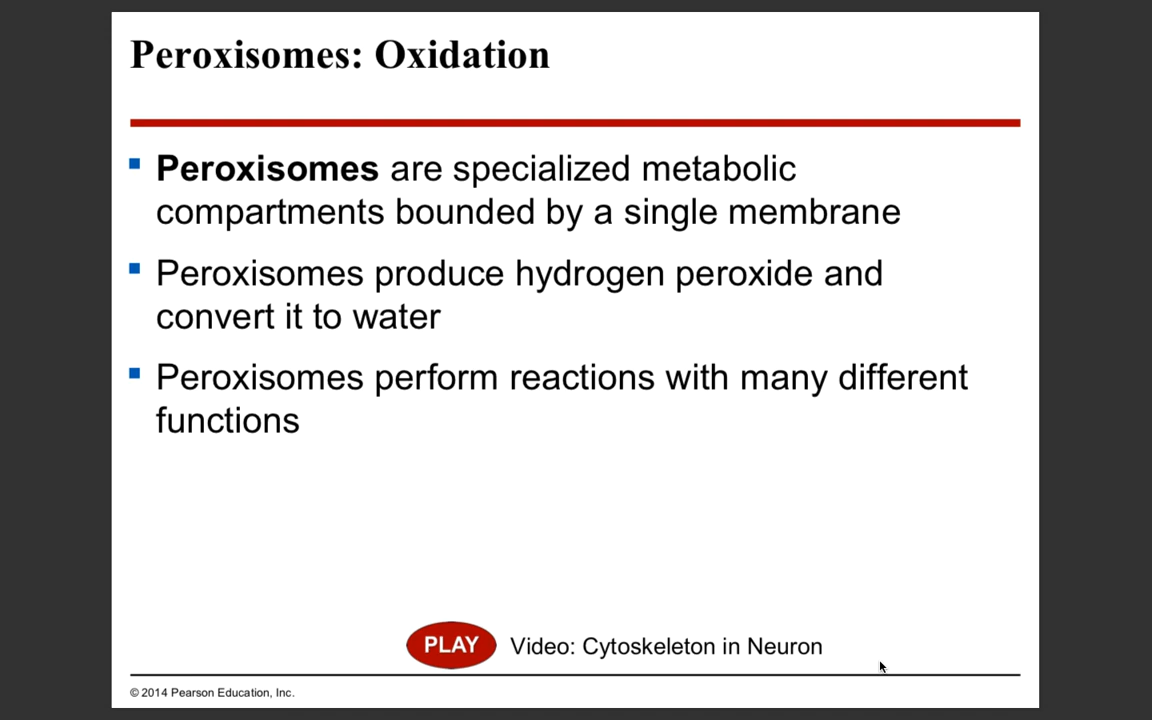 Peroxisomes: Oxidation
Peroxisomes are specialized metabolic
compartments bounded by a single membrane
Peroxisomes produce hydrogen peroxide and
convert it to water
Peroxisomes perform reactions with many different
functions
PLAY Video: Cytoskeleton in Neuron
© 2014 Pearson Education, Inc.